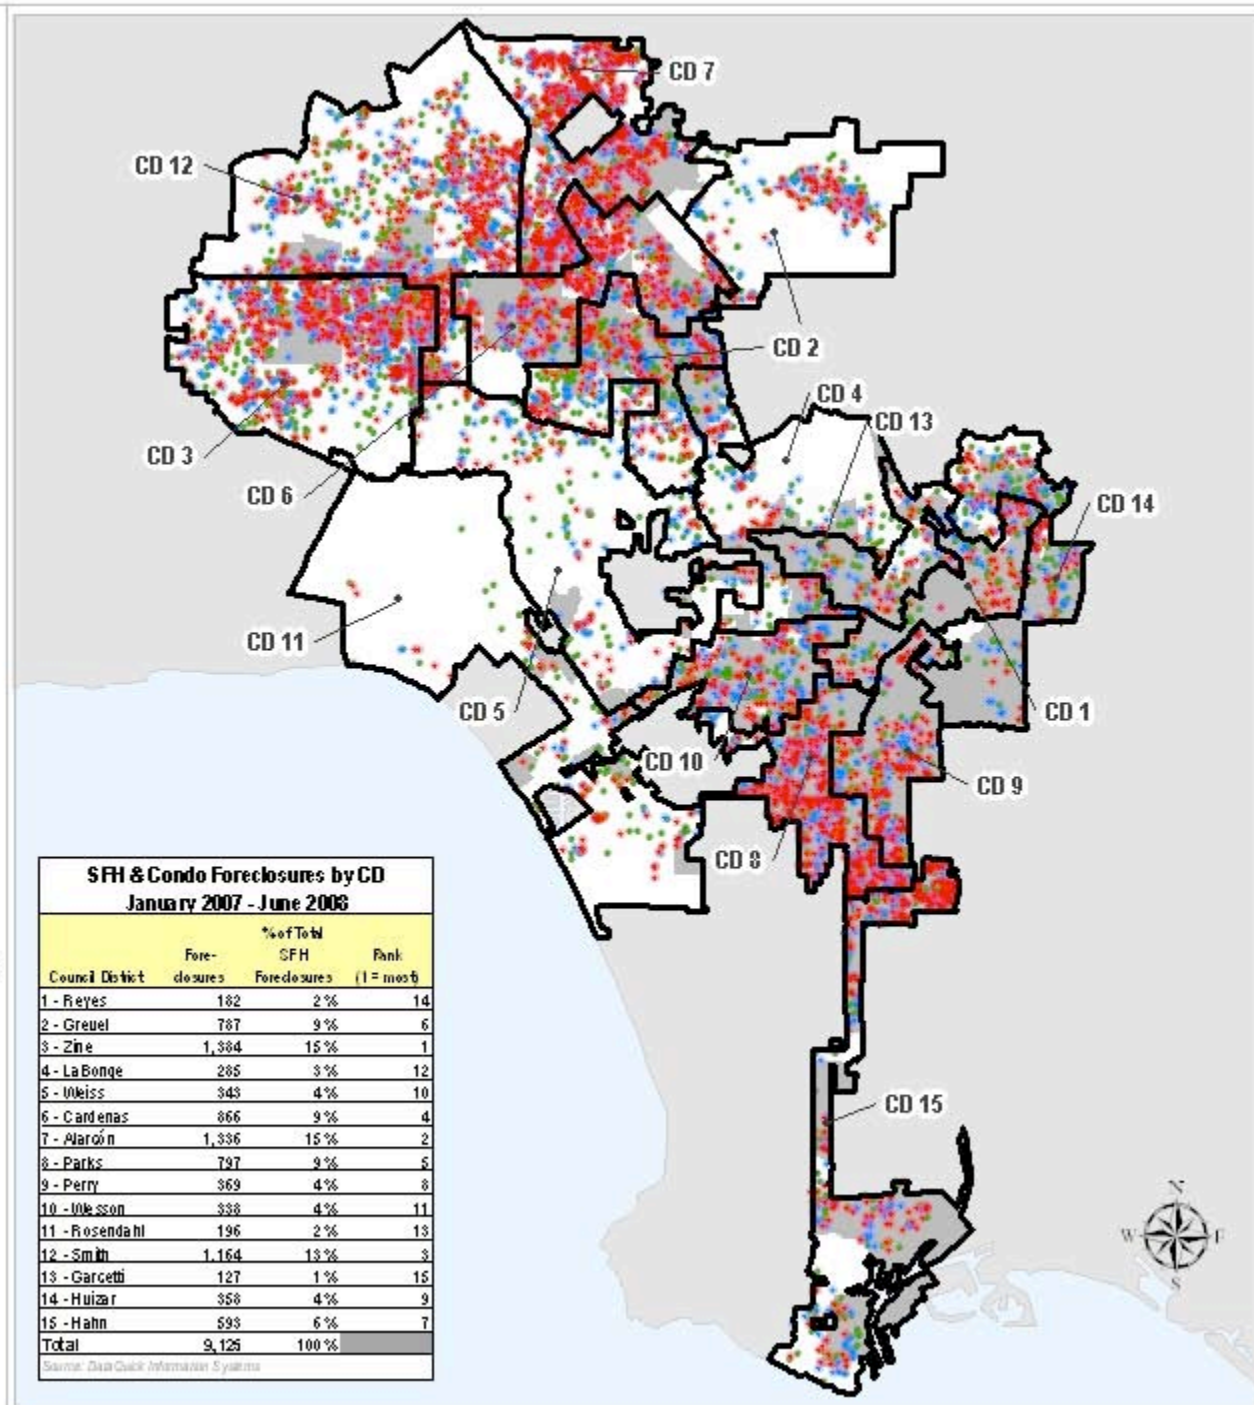 CD 7
CD 12
CD 2
CD 4
CD 13
CD 3
CD 6
CD 14
CD 11
CD 5
CD 1
CD 10
CD 9
CD 8
CD 15
N
W E
S
SFH & Condo Foreclosures by CD
January 2007 - June 2008
% of Total
Fore- SFH Rank
Council District closures Foreclosures (1 = most)
1 - Reyes 182 2% 14
2 - Greuel 787 9% 6
3 - Zine 1,384 15% 1
4 - LaBonge 285 3% 12
5 - Weiss 343 4% 10
6 - Cardenas 866 9% 4
7 - Alarcón 1,336 15% 2
8 - Parks 797 9% 5
9 - Perry 369 4% 8
10 - Wesson 338 4% 11
11 - Rosendahl 196 2% 13
12 - Smith 1,164 13% 3
13 - Garcetti 127 1% 15
14 - Huizar 358 4% 9
15 - Hahn 593 6% 7
Total 9,125 100%
Source: DataQuick Information Systems